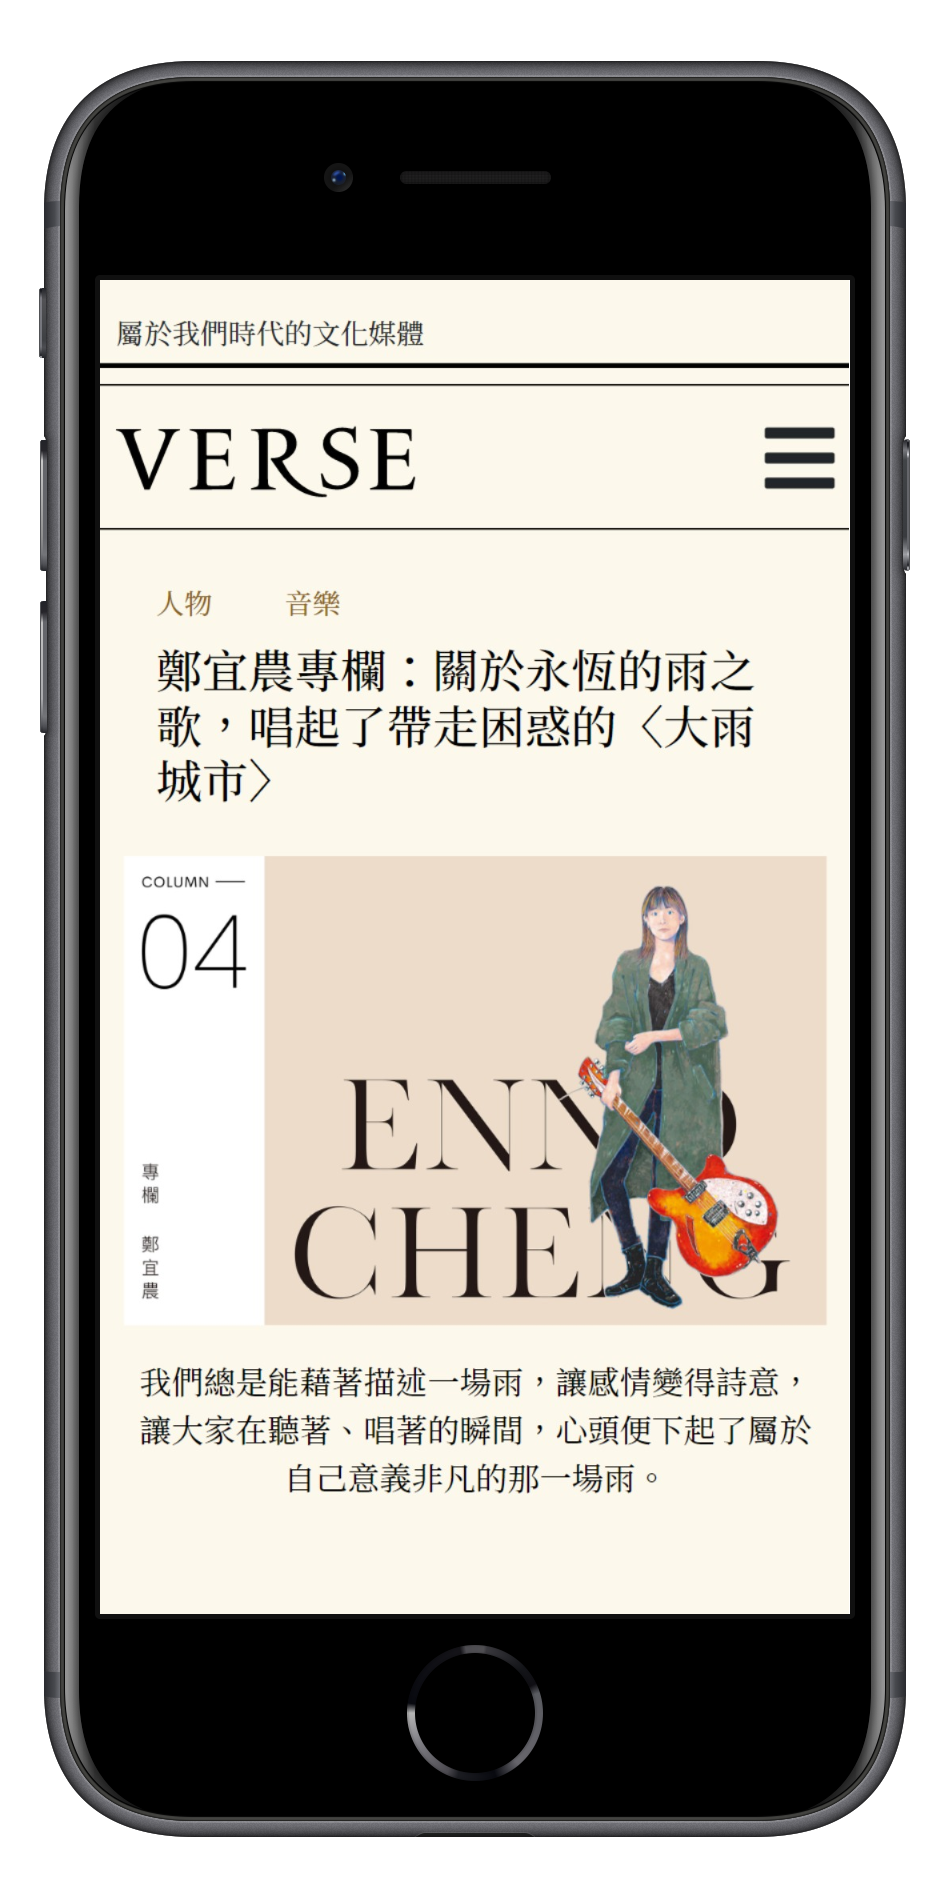 屬於我們時代的文化媒體
VERSE
人物 音樂
鄭宜農專欄：關於永恆的雨之
歌，唱起了帶走困惑的〈大雨
城市〉
COLUMN —
04
專欄 鄭宜農
ENNO
CHENG
我們總是能藉著描述一場雨，讓感情變得詩意，
讓大家在聽著、唱著的瞬間，心頭便下起了屬於
自己意義非凡的那一場雨。